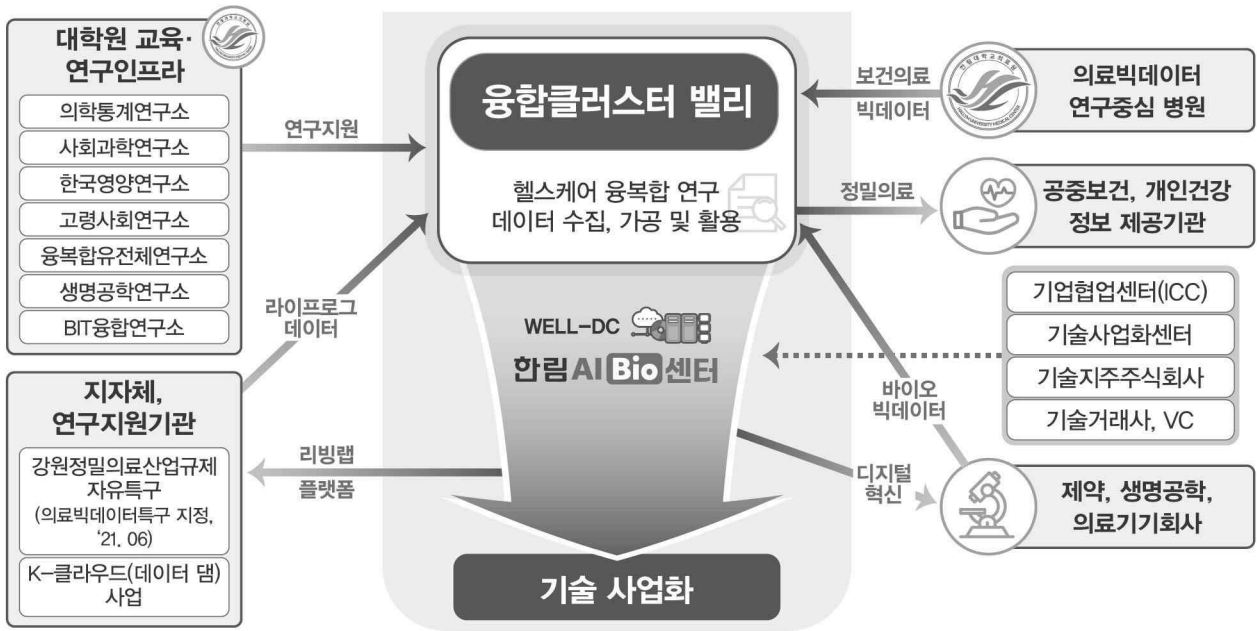 대학원 교육·
연구인프라
의학통계연구소
사회과학연구소
한국영양연구소
고령사회연구소
융복합유전체연구소
생명공학연구소
BIT융합연구소
연구지원
라이프로그
데이터
지자체,
연구지원기관
강원정밀의료산업규제
자유특구
(의료빅데이터특구 지정,
‘21. 06)
K-클라우드(데이터 댐)
사업
리빙랩
플랫폼
융합클러스터 밸리
헬스케어 융복합 연구
데이터 수집, 가공 및 활용
WELL-DC
한림AI Bio 센터
기술 사업화
보건의료
빅데이터
의료빅데이터
연구중심 병원
정밀의료
공중보건, 개인건강
정보 제공기관
기업협업센터(ICC)
기술사업화센터
기술지주주식회사
기술거래사, VC
바이오
빅데이터
디지털
혁신
제약, 생명공학,
의료기기회사